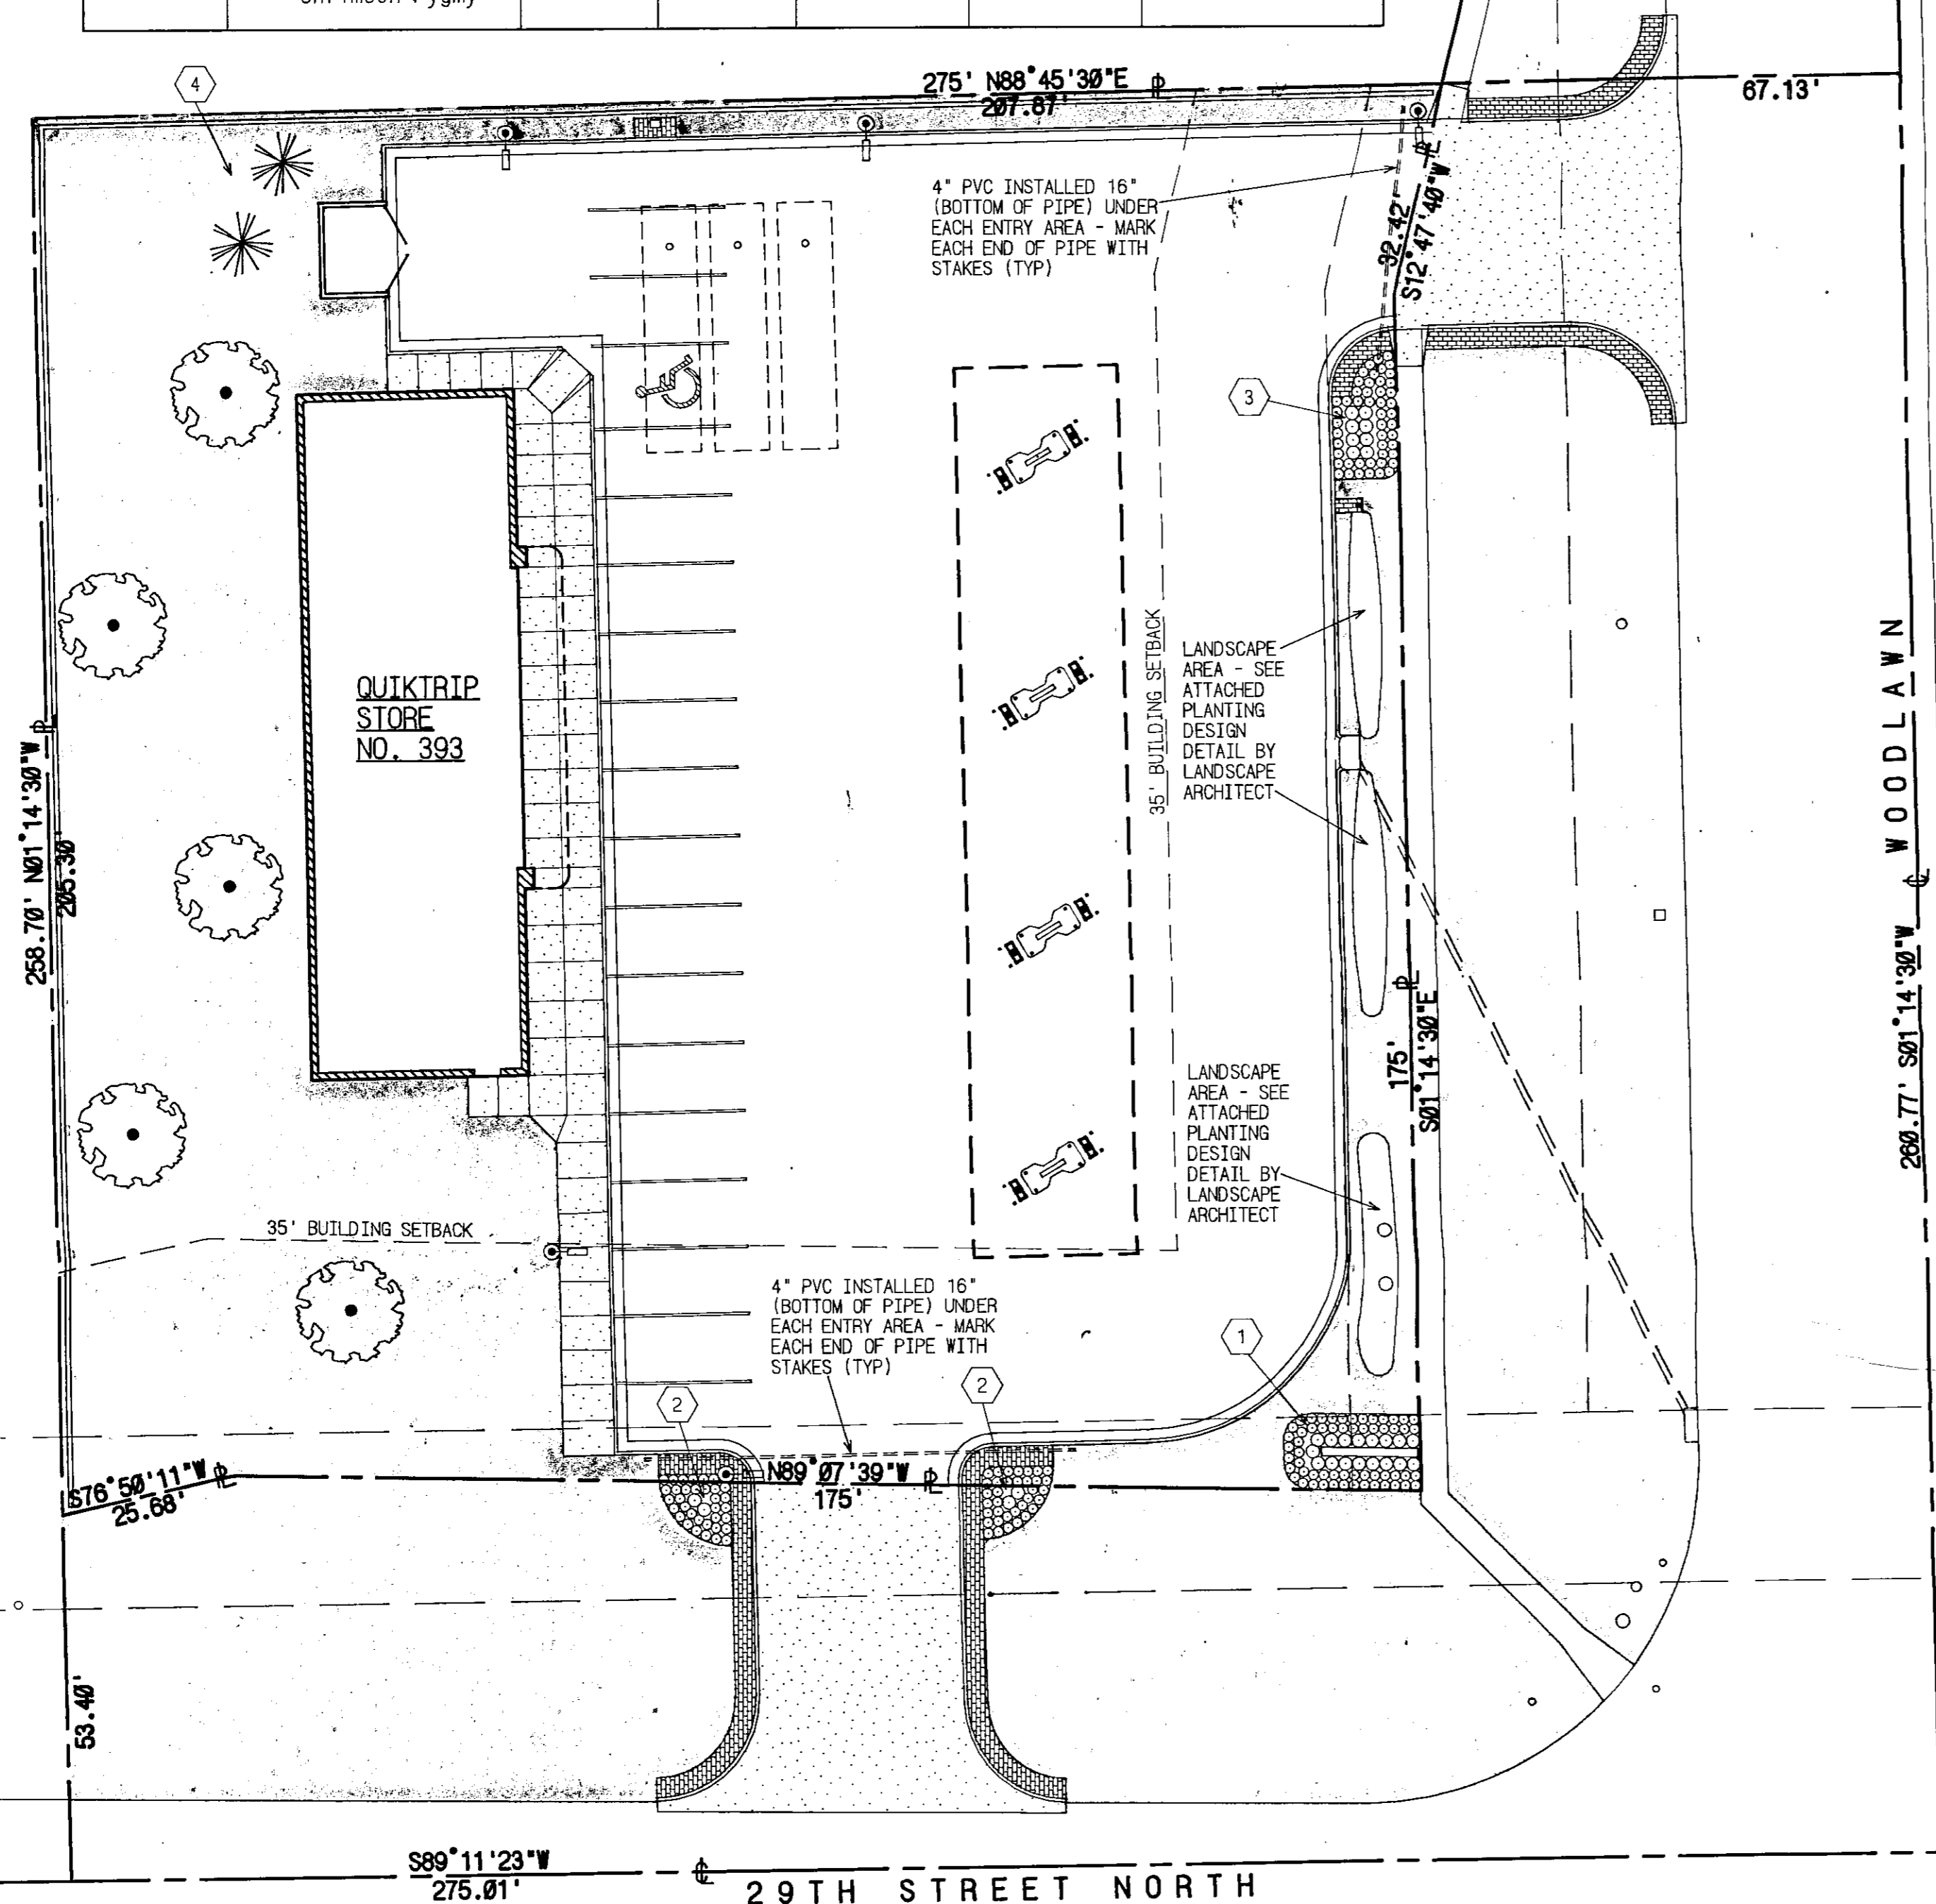 275' N88°45'30"E ⅊
207.87'
67.13'
4
4" PVC INSTALLED 16"
(BOTTOM OF PIPE) UNDER
EACH ENTRY AREA - MARK
EACH END OF PIPE WITH
STAKES (TYP)
32.42'
S12°47'40"W
℄
3
QUIKTRIP
STORE
NO. 393
35' BUILDING SETBACK
LANDSCAPE
AREA - SEE
ATTACHED
PLANTING
DESIGN
DETAIL BY
LANDSCAPE
ARCHITECT
WOODLAWN
℄
260.77' S01°14'30"W
258.70' N01°14'30"W
205.30'
175'
S01°14'30"E
LANDSCAPE
AREA - SEE
ATTACHED
PLANTING
DESIGN
DETAIL BY
LANDSCAPE
ARCHITECT
35' BUILDING SETBACK
4" PVC INSTALLED 16"
(BOTTOM OF PIPE) UNDER
EACH ENTRY AREA - MARK
EACH END OF PIPE WITH
STAKES (TYP)
1
2
2
S76°50'11"W
25.68'
N89°07'39"W
175'
53.40'
S89°11'23"W
275.01'
℄
29TH STREET NORTH